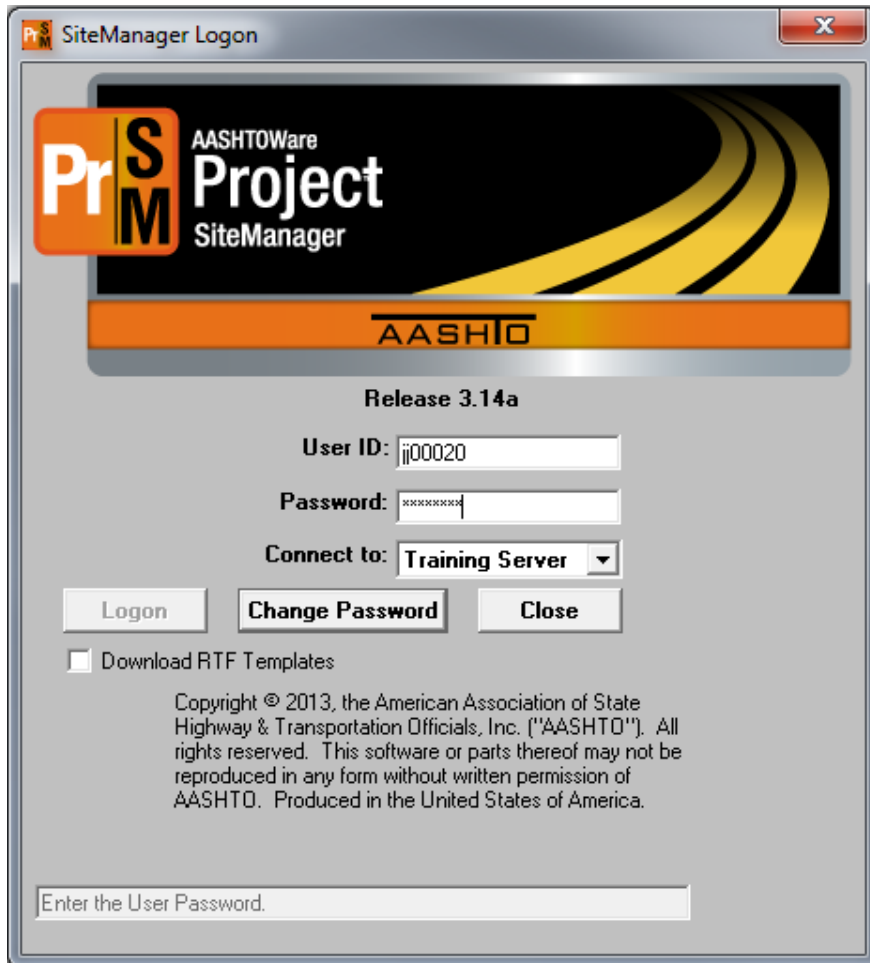 PrSM SiteManager Logon
X
Pr SM
AASHTOWare
Project
SiteManager
AASHTO
Release 3.14a
User ID: jj00020
Password: ********
Connect to: Training Server
Logon Change Password Close
Download RTF Templates
Copyright © 2013, the American Association of State
Highway & Transportation Officials, Inc. ("AASHTO"). All
rights reserved. This software or parts thereof may not be
reproduced in any form without written permission of
AASHTO. Produced in the United States of America.
Enter the User Password.